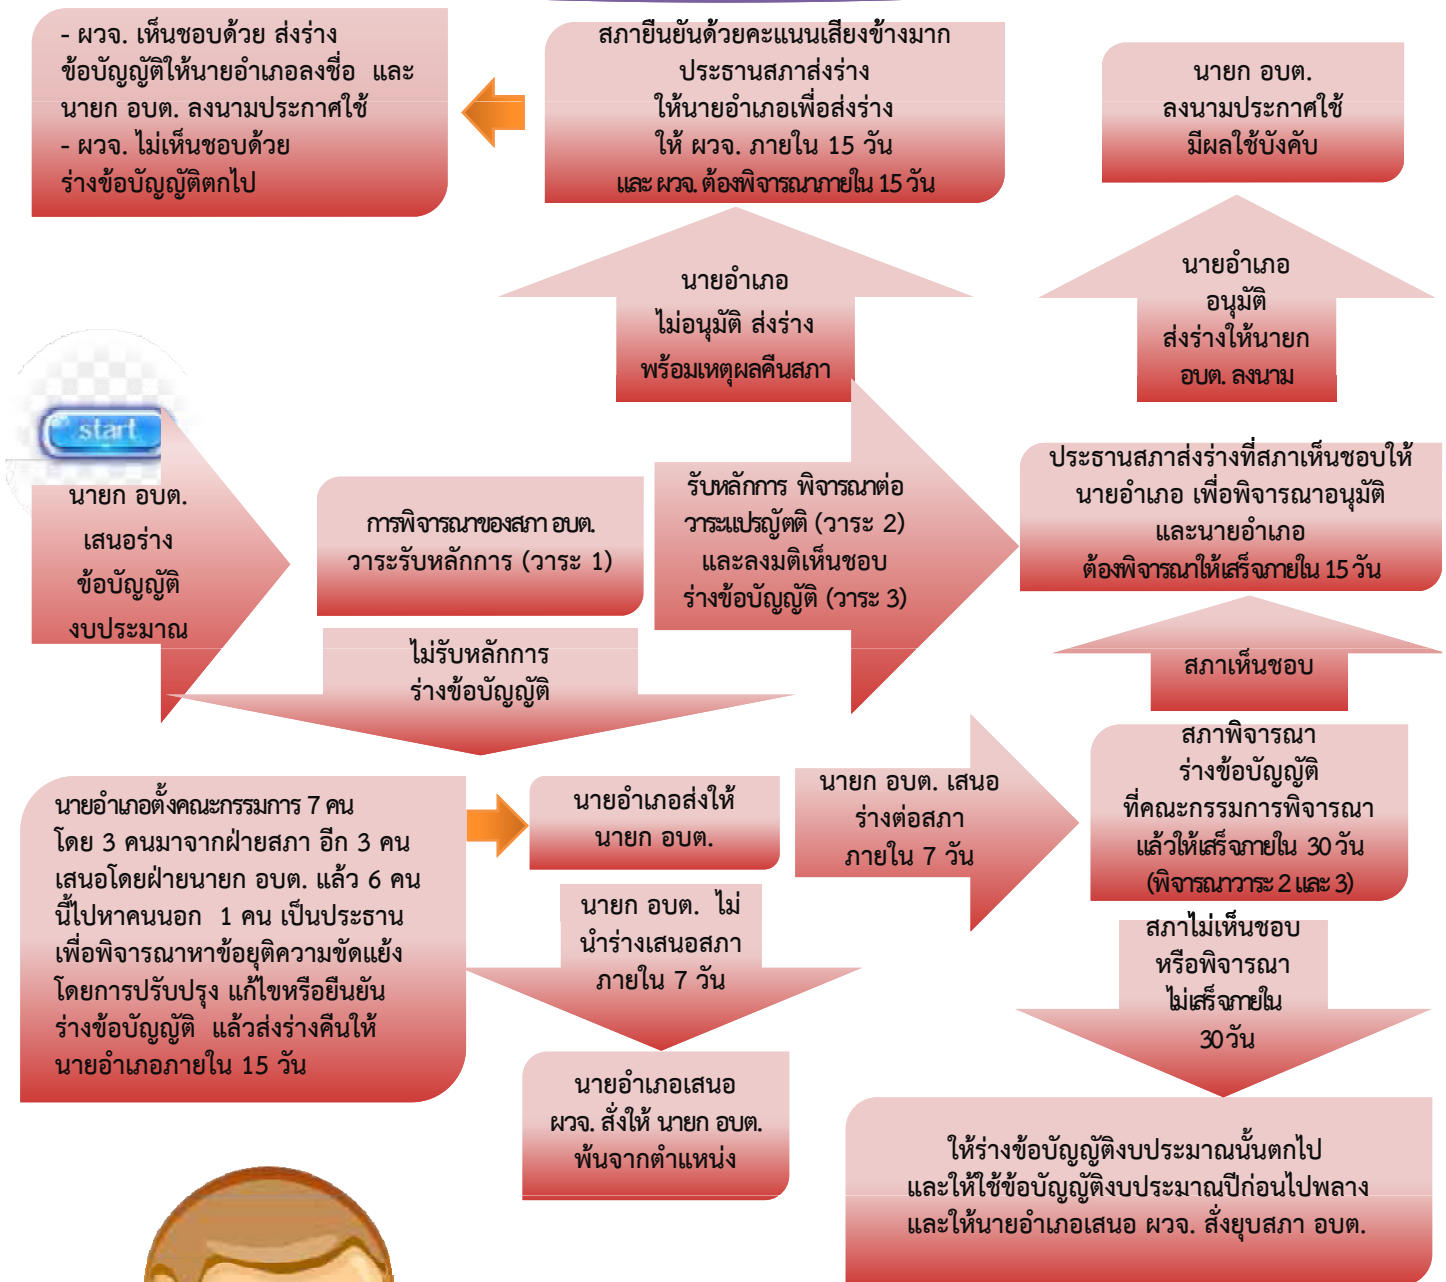 - ผวจ. เห็นชอบด้วย ส่งร่าง
ข้อบัญญัติให้นายอำเภอลงชื่อ และ
นายก อบต. ลงนามประกาศใช้
- ผวจ. ไม่เห็นชอบด้วย
ร่างข้อบัญญัติตกไป
สภายืนยันด้วยคะแนนเสียงข้างมาก
ประธานสภาส่งร่าง
ให้นายอำเภอเพื่อส่งร่าง
ให้ ผวจ. ภายใน 15 วัน
และ ผวจ. ต้องพิจารณาภายใน 15 วัน
นายก อบต.
ลงนามประกาศใช้
มีผลใช้บังคับ
นายอำเภอ
ไม่อนุมัติ ส่งร่าง
พร้อมเหตุผลคืนสภา
นายอำเภอ
อนุมัติ
ส่งร่างให้นายก
อบต. ลงนาม
start
นายก อบต.
เสนอร่าง
ข้อบัญญัติ
งบประมาณ
การพิจารณาของสภา อบต.
วาระรับหลักการ (วาระ 1)
รับหลักการ พิจารณาต่อ
วาระแปรญัตติ (วาระ 2)
และลงมติเห็นชอบ
ร่างข้อบัญญัติ (วาระ 3)
ประธานสภาส่งร่างที่สภาเห็นชอบให้
นายอำเภอ เพื่อพิจารณาอนุมัติ
และนายอำเภอ
ต้องพิจารณาให้เสร็จภายใน 15 วัน
ไม่รับหลักการ
ร่างข้อบัญญัติ
สภาเห็นชอบ
นายอำเภอตั้งคณะกรรมการ 7 คน
โดย 3 คนมาจากฝ่ายสภา อีก 3 คน
เสนอโดยฝ่ายนายก อบต. แล้ว 6 คน
นี้ไปหาคนนอก 1 คน เป็นประธาน
เพื่อพิจารณาหาข้อยุติความขัดแย้ง
โดยการปรับปรุง แก้ไขหรือยืนยัน
ร่างข้อบัญญัติ แล้วส่งร่างคืนให้
นายอำเภอภายใน 15 วัน
นายอำเภอส่งให้
นายก อบต.
นายก อบต. เสนอ
ร่างต่อสภา
ภายใน 7 วัน
สภาพิจารณา
ร่างข้อบัญญัติ
ที่คณะกรรมการพิจารณา
แล้วให้เสร็จภายใน 30 วัน
(พิจารณาวาระ 2 และ 3)
นายก อบต. ไม่
นำร่างเสนอสภา
ภายใน 7 วัน
สภาไม่เห็นชอบ
หรือพิจารณา
ไม่เสร็จภายใน
30 วัน
นายอำเภอเสนอ
ผวจ. สั่งให้ นายก อบต.
พ้นจากตำแหน่ง
ให้ร่างข้อบัญญัติงบประมาณนั้นตกไป
และให้ใช้ข้อบัญญัติงบประมาณปีก่อนไปพลาง
และให้นายอำเภอเสนอ ผวจ. สั่งยุบสภา อบต.